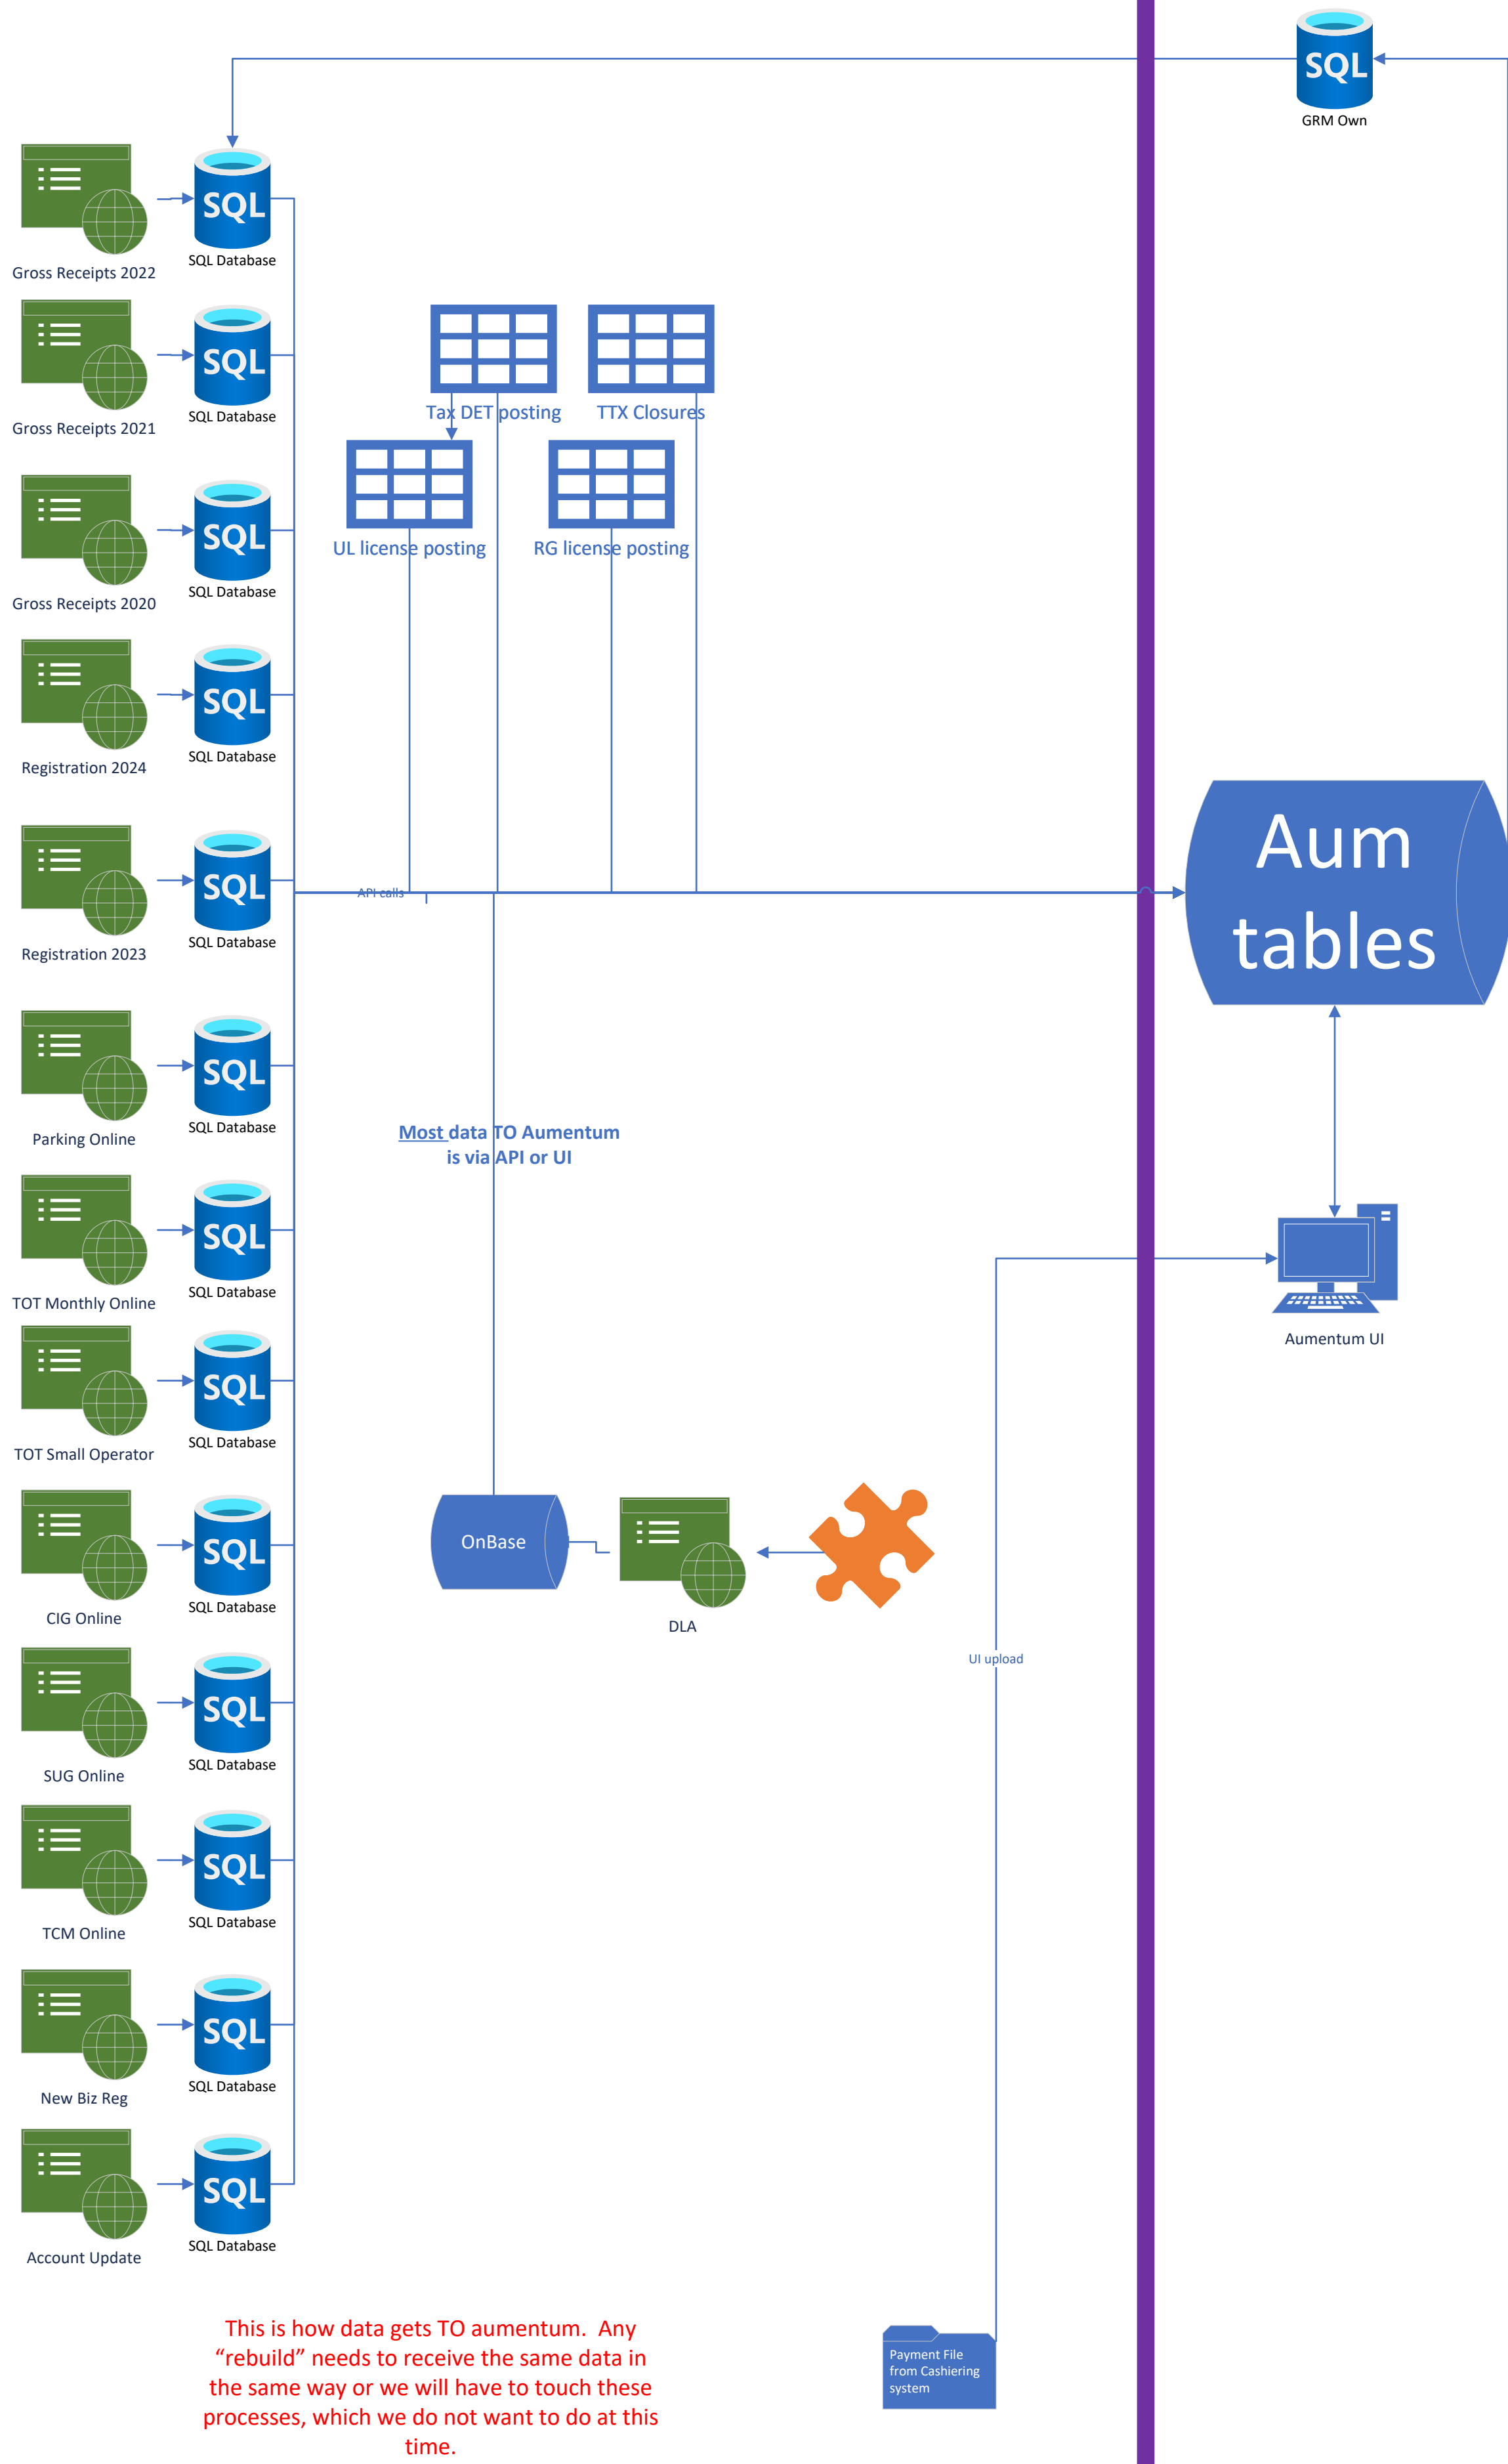 SQL
GRM Own
SQL
Gross Receipts 2022
SQL Database
SQL
Gross Receipts 2021
SQL Database
Tax DET posting
TTX Closures
SQL
Gross Receipts 2020
SQL Database
UL license posting
RG license posting
SQL
Registration 2024
SQL Database
Aum
tables
SQL
API calls
Registration 2023
SQL Database
SQL
Parking Online
SQL Database
Most data TO Aumentum
is via API or UI
SQL
TOT Monthly Online
SQL Database
Aumentum UI
SQL
TOT Small Operator
SQL Database
SQL
OnBase
CIG Online
SQL Database
DLA
UI upload
SQL
SUG Online
SQL Database
SQL
TCM Online
SQL Database
SQL
New Biz Reg
SQL Database
SQL
Account Update
SQL Database
This is how data gets TO aumentum. Any
“rebuild” needs to receive the same data in
the same way or we will have to touch these
processes, which we do not want to do at this
time.
Payment File
from Cashiering
system